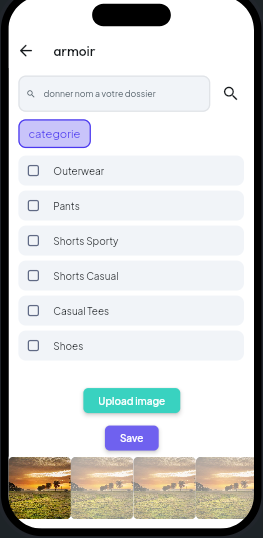 armoir
donner nom a votre dossier
categorie
Outerwear
Pants
Shorts Sporty
Shorts Casual
Casual Tees
Shoes
Upload image
Save